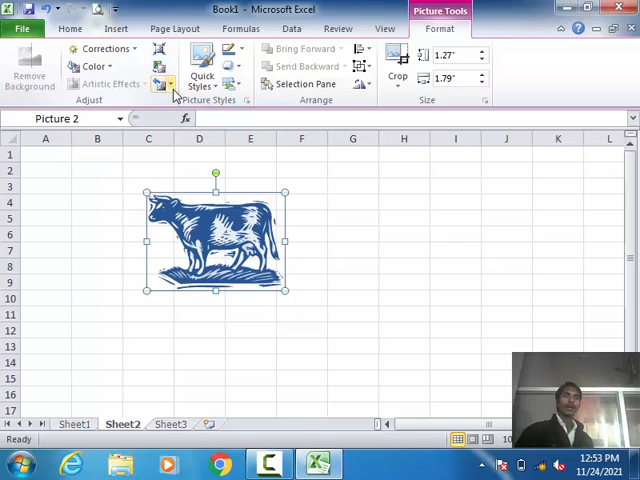 Book1 - Microsoft Excel
Picture Tools
File
Home
Insert
Page Layout
Formulas
Data
Review
View
Format
Remove
Background
Corrections
Color
Artistic Effects
Adjust
Quick
Styles
Picture Styles
Bring Forward
Send Backward
Selection Pane
Arrange
Crop
1.27"
1.79"
Size
Picture 2
fx
A B C D E F G H I J K L
1
2
3
4
5
6
7
8
9
10
11
12
13
14
15
16
17
Sheet1
Sheet2
Sheet3
Ready
12:53 PM
11/24/2021